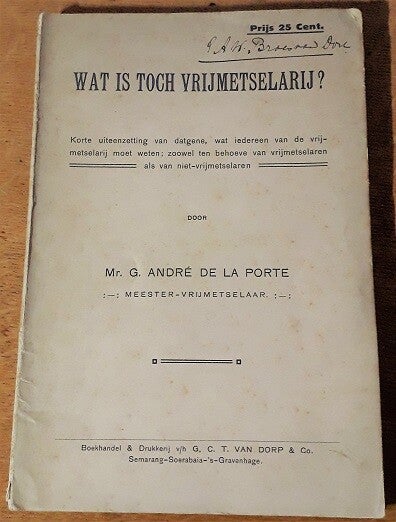 Prijs 25 Cent.
WAT IS TOCH VRIJMETSELARIJ?
Korte uiteenzetting van datgene, wat iedereen van de vrij-
metselarij moet weten; zoowel ten behoeve van vrijmetselaren
als van niet-vrijmetselaren
DOOR
Mr. G. ANDRÉ DE LA PORTE
:—: MEESTER-VRIJMETSELAAR. :—:
Boekhandel & Drukkerij v/h G. C. T. VAN DORP & Co.
Semarang-Soerabaia-'s-Gravenhage.